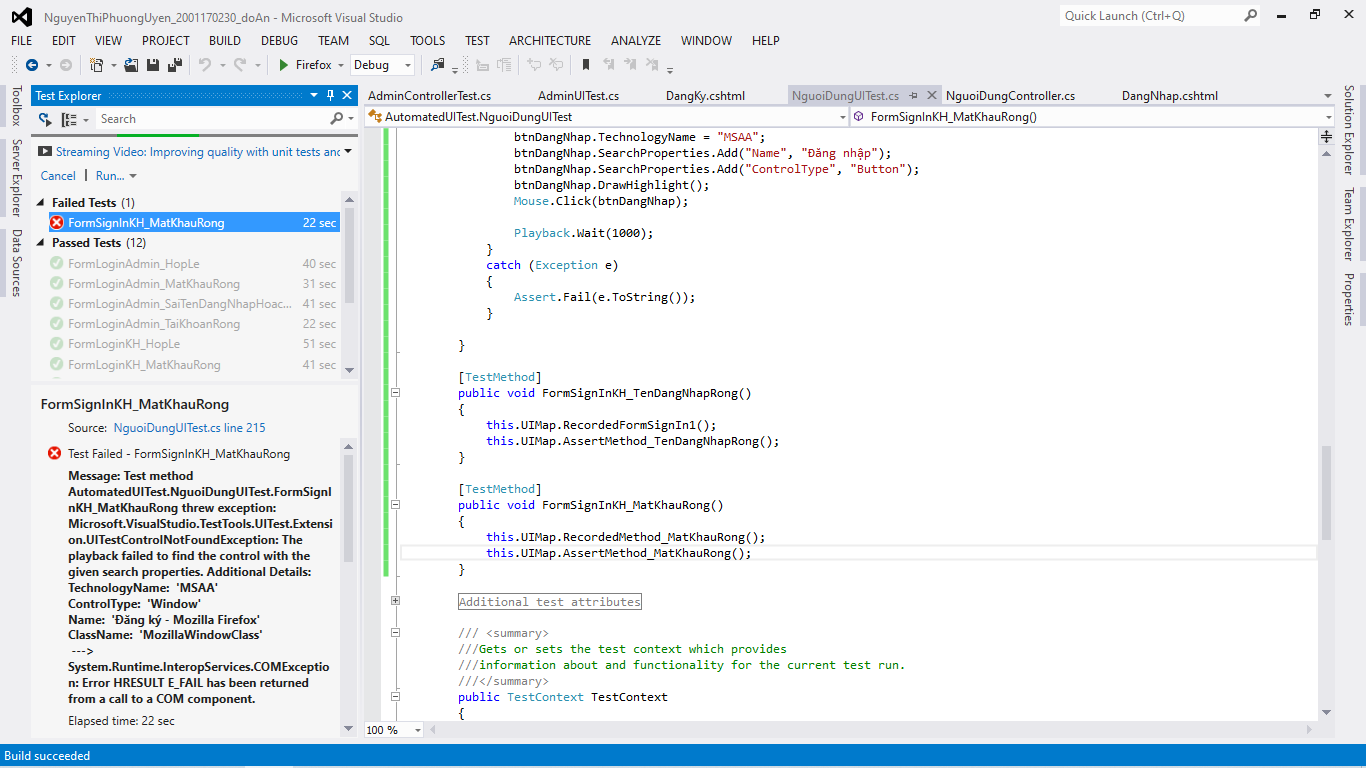 NguyenThiPhuongUyen_2001170230_doAn - Microsoft Visual Studio
Quick Launch (Ctrl+Q)
FILE EDIT VIEW PROJECT BUILD DEBUG TEAM SQL TOOLS TEST ARCHITECTURE ANALYZE WINDOW HELP
Firefox Debug
Toolbox
Server Explorer
Data Sources
Test Explorer
Search
Streaming Video: Improving quality with unit tests and
Cancel | Run...
Failed Tests (1)
FormSignInKH_MatKhauRong 22 sec
Passed Tests (12)
FormLoginAdmin_HopLe 40 sec
FormLoginAdmin_MatKhauRong 31 sec
FormLoginAdmin_SaiTenDangNhapHoac... 41 sec
FormLoginAdmin_TaiKhoanRong 22 sec
FormLoginKH_HopLe 51 sec
FormLoginKH_MatKhauRong 41 sec
FormSignInKH_MatKhauRong
Source: NguoiDungUITest.cs line 215
Test Failed - FormSignInKH_MatKhauRong
Message: Test method
AutomatedUITest.NguoiDungUITest.FormSignI
nKH_MatKhauRong threw exception:
Microsoft.VisualStudio.TestTools.UITest.Extensi
on.UITestControlNotFoundException: The
playback failed to find the control with the
given search properties. Additional Details:
TechnologyName: 'MSAA'
ControlType: 'Window'
Name: 'Đăng ký - Mozilla Firefox'
ClassName: 'MozillaWindowClass'
--->
System.Runtime.InteropServices.COMExceptio
n: Error HRESULT E_FAIL has been returned
from a call to a COM component.
Elapsed time: 22 sec
AdminControllerTest.cs AdminUITest.cs DangKy.cshtml NguoiDungUITest.cs NguoiDungController.cs DangNhap.cshtml
AutomatedUITest.NguoiDungUITest FormSignInKH_MatKhauRong()
btnDangNhap.TechnologyName = "MSAA";
btnDangNhap.SearchProperties.Add("Name", "Đăng nhập");
btnDangNhap.SearchProperties.Add("ControlType", "Button");
btnDangNhap.DrawHighlight();
Mouse.Click(btnDangNhap);
Playback.Wait(1000);
}
catch (Exception e)
{
Assert.Fail(e.ToString());
}
}
[TestMethod]
public void FormSignInKH_TenDangNhapRong()
{
this.UIMap.RecordedFormSignIn1();
this.UIMap.AssertMethod_TenDangNhapRong();
}
[TestMethod]
public void FormSignInKH_MatKhauRong()
{
this.UIMap.RecordedMethod_MatKhauRong();
this.UIMap.AssertMethod_MatKhauRong();
}
Additional test attributes
/// <summary>
///Gets or sets the test context which provides
///information about and functionality for the current test run.
///</summary>
public TestContext TestContext
{
100 %
Solution Explorer
Team Explorer
Properties
Build succeeded